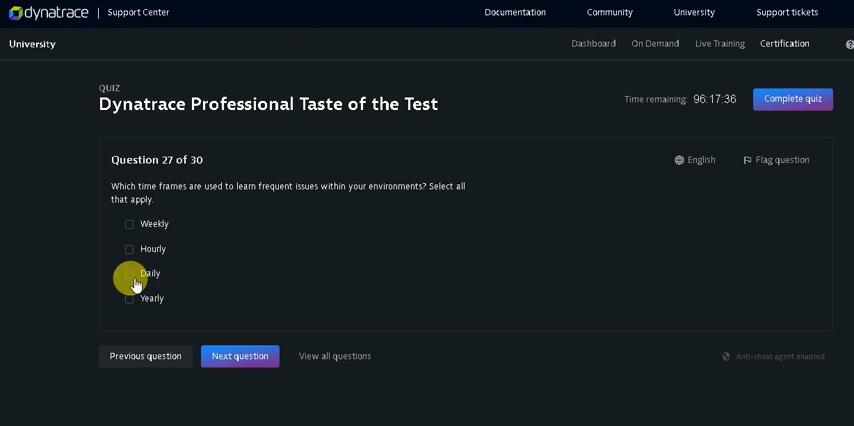 dynatrace | Support Center Documentation Community University Support tickets
University Dashboard On Demand Live Training Certification
QUIZ
Dynatrace Professional Taste of the Test
Time remaining: 96:17:36 Complete quiz
Question 27 of 30 English Flag question
Which time frames are used to learn frequent issues within your environments? Select all
that apply.
Weekly
Hourly
Daily
Yearly
Previous question Next question View all questions Anti-cheat agent enabled